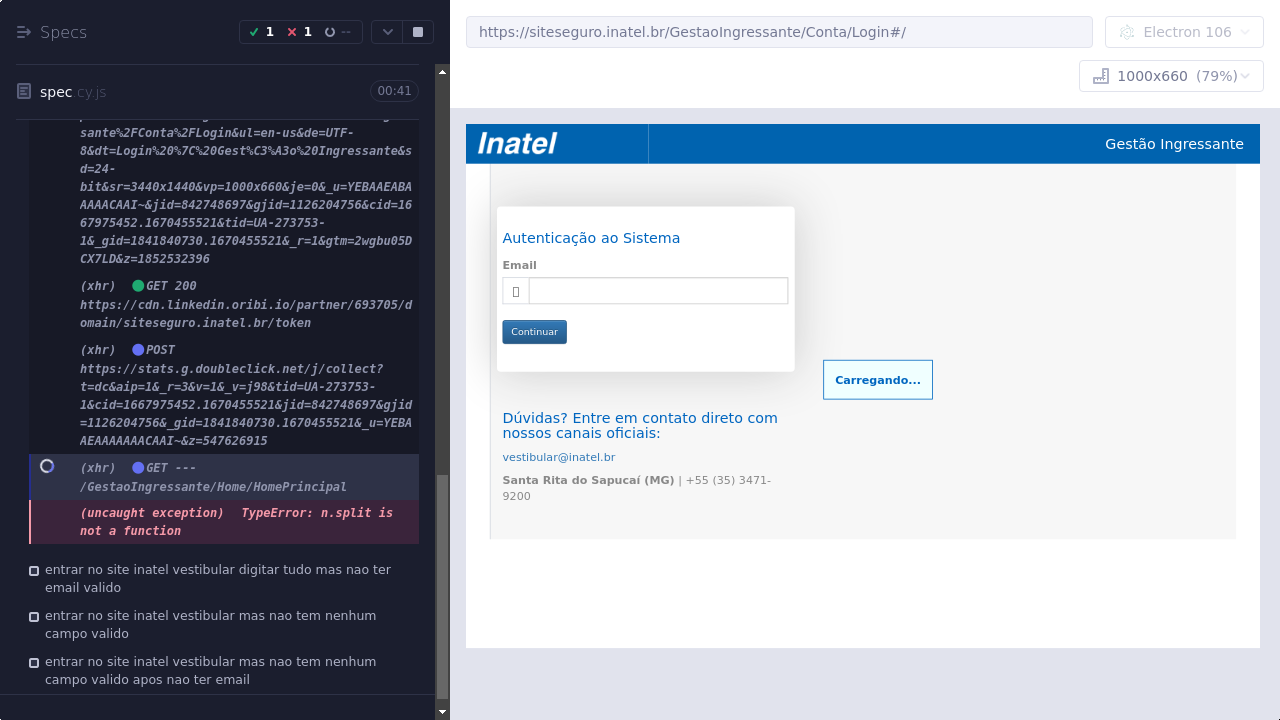 Specs
1
1
--
spec.cy.js
00:41
sante%2FConta%2FLogin&ul=en-us&de=UTF-
8&dt=Login%20%7C%20Gest%C3%A3o%20Ingressante&s
d=24-
bit&sr=3440x1440&vp=1000x660&je=0&_u=YEBAAEABA
AAAACAAI~&jid=842748697&gjid=1126204756&cid=16
67975452.1670455521&tid=UA-273753-
1&_gid=1841840730.1670455521&_r=1&gtm=2wgbu05D
CX7LD&z=1852532396
(xhr) GET 200
https://cdn.linkedin.oribi.io/partner/693705/d
omain/siteseguro.inatel.br/token
(xhr) POST
https://stats.g.doubleclick.net/j/collect?
t=dc&aip=1&_r=3&v=1&_v=j98&tid=UA-273753-
1&cid=1667975452.1670455521&jid=842748697&gjid
=1126204756&_gid=1841840730.1670455521&_u=YEBA
AEAAAAAAACAAI~&z=547626915
(xhr) GET ---
/GestaoIngressante/Home/HomePrincipal
(uncaught exception) TypeError: n.split is
not a function
entrar no site inatel vestibular digitar tudo mas nao ter
email valido
entrar no site inatel vestibular mas nao tem nenhum
campo valido
entrar no site inatel vestibular mas nao tem nenhum
campo valido apos nao ter email
https://siteseguro.inatel.br/GestaoIngressante/Conta/Login#/
Electron 106
1000x660 (79%)
Inatel
Gestão Ingressante
Autenticação ao Sistema
Email
Continuar
Carregando...
Dúvidas? Entre em contato direto com
nossos canais oficiais:
vestibular@inatel.br
Santa Rita do Sapucaí (MG) | +55 (35) 3471-
9200